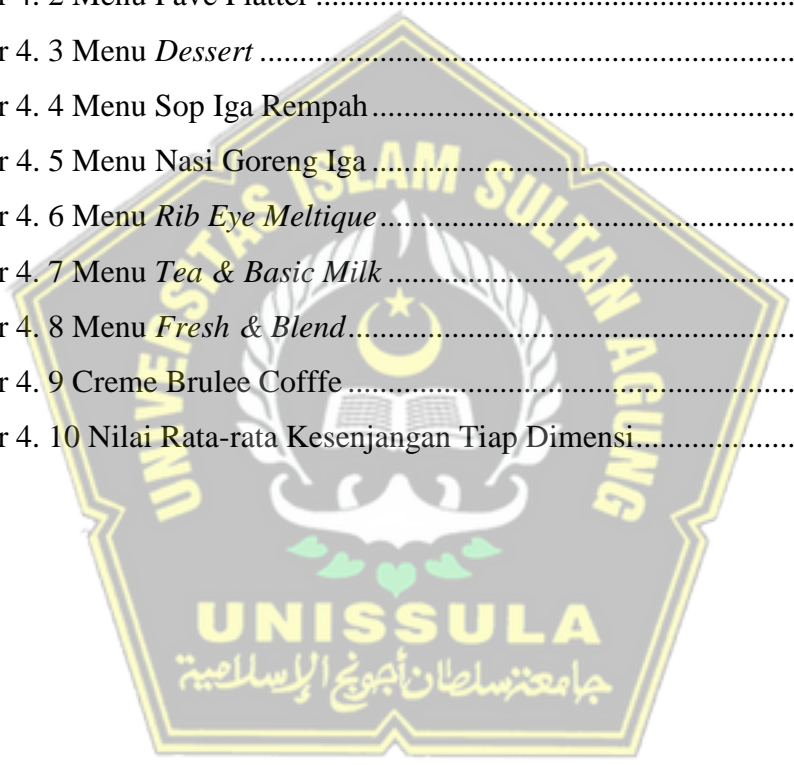 r 4. 2 Menu Platter ........................................................
r 4. 3 Menu Dessert ...............................................................
r 4. 4 Menu Sop Iga Rempah.................................................
r 4. 5 Menu Nasi Goreng Iga .................................................
r 4. 6 Menu Rib Eye Meltique................................................
r 4. 7 Menu Tea & Basic Milk ...............................................
r 4. 8 Menu Fresh & Blend.....................................................
r 4. 9 Creme Brulee Cofffe.....................................................
r 4. 10 Nilai Rata-rata Kesenjangan Tiap Dimensi....................
UNIVERSITAS ISLAM SULTAN AGUNG
UNISSULA
جامعة سلطان أجونج الإسلامية